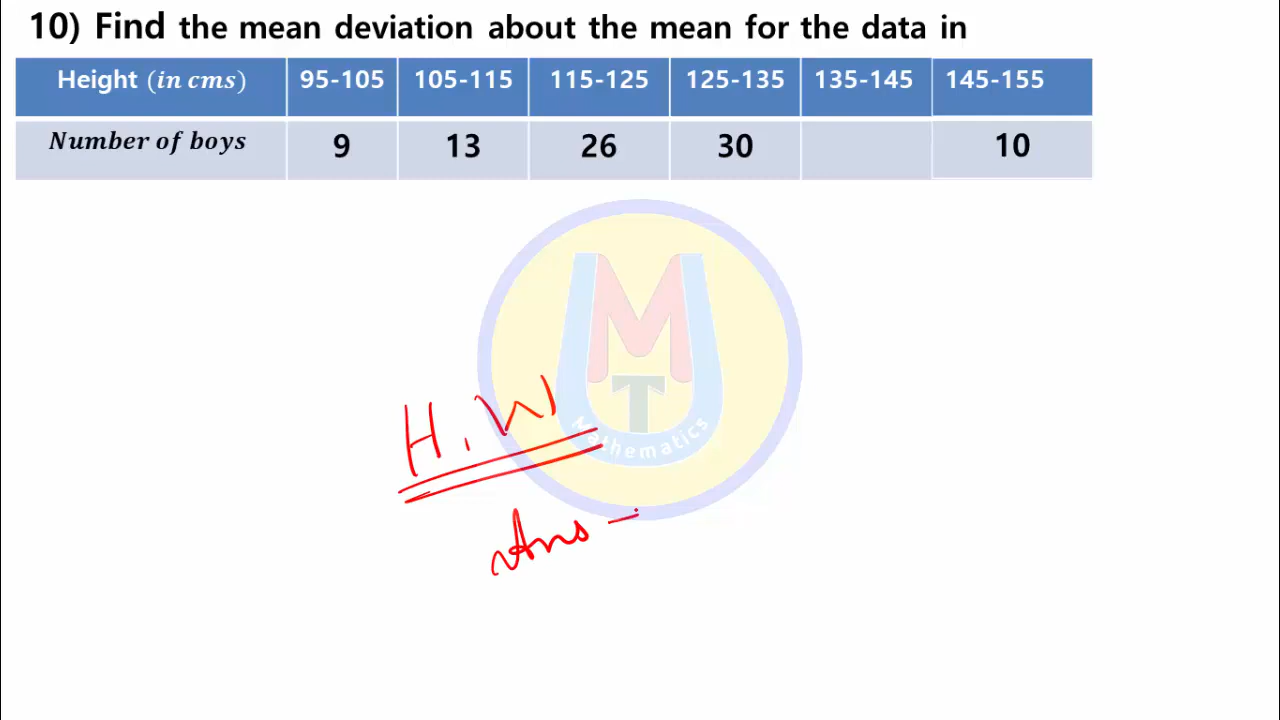 10) Find the mean deviation about the mean for the data in
Height (in cms) 95-105 105-115 115-125 125-135 135-145 145-155
Number of boys 9 13 26 30 10
UMT
Mathematics
H.W
Ans -